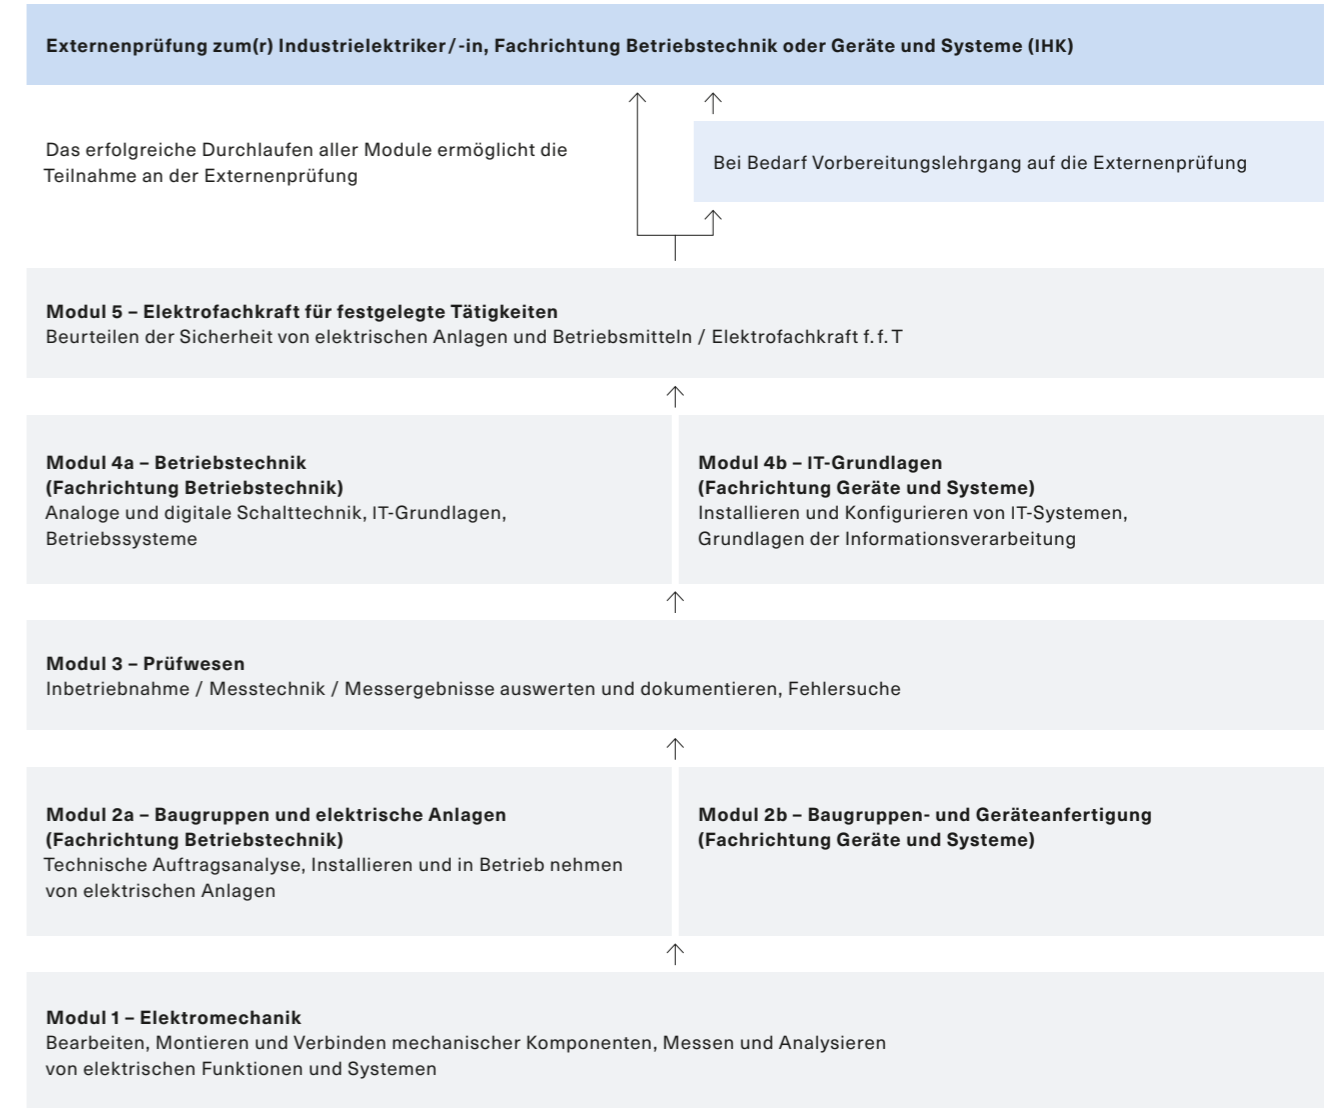 Externenprüfung zum(r) Industrielektriker/-in, Fachrichtung Betriebstechnik oder Geräte und Systeme (IHK)
Das erfolgreiche Durchlaufen aller Module ermöglicht die
Teilnahme an der Externenprüfung
Bei Bedarf Vorbereitungslehrgang auf die Externenprüfung
Modul 5 – Elektrofachkraft für festgelegte Tätigkeiten
Beurteilen der Sicherheit von elektrischen Anlagen und Betriebsmitteln / Elektrofachkraft f.f.T
Modul 4a – Betriebstechnik
(Fachrichtung Betriebstechnik)
Analoge und digitale Schalttechnik, IT-Grundlagen,
Betriebssysteme
Modul 4b – IT-Grundlagen
(Fachrichtung Geräte und Systeme)
Installieren und Konfigurieren von IT-Systemen,
Grundlagen der Informationsverarbeitung
Modul 3 – Prüfwesen
Inbetriebnahme / Messtechnik / Messergebnisse auswerten und dokumentieren, Fehlersuche
Modul 2a – Baugruppen und elektrische Anlagen
(Fachrichtung Betriebstechnik)
Technische Auftragsanalyse, Installieren und in Betrieb nehmen
von elektrischen Anlagen
Modul 2b – Baugruppen- und Geräteanfertigung
(Fachrichtung Geräte und Systeme)
Modul 1 – Elektromechanik
Bearbeiten, Montieren und Verbinden mechanischer Komponenten, Messen und Analysieren
von elektrischen Funktionen und Systemen